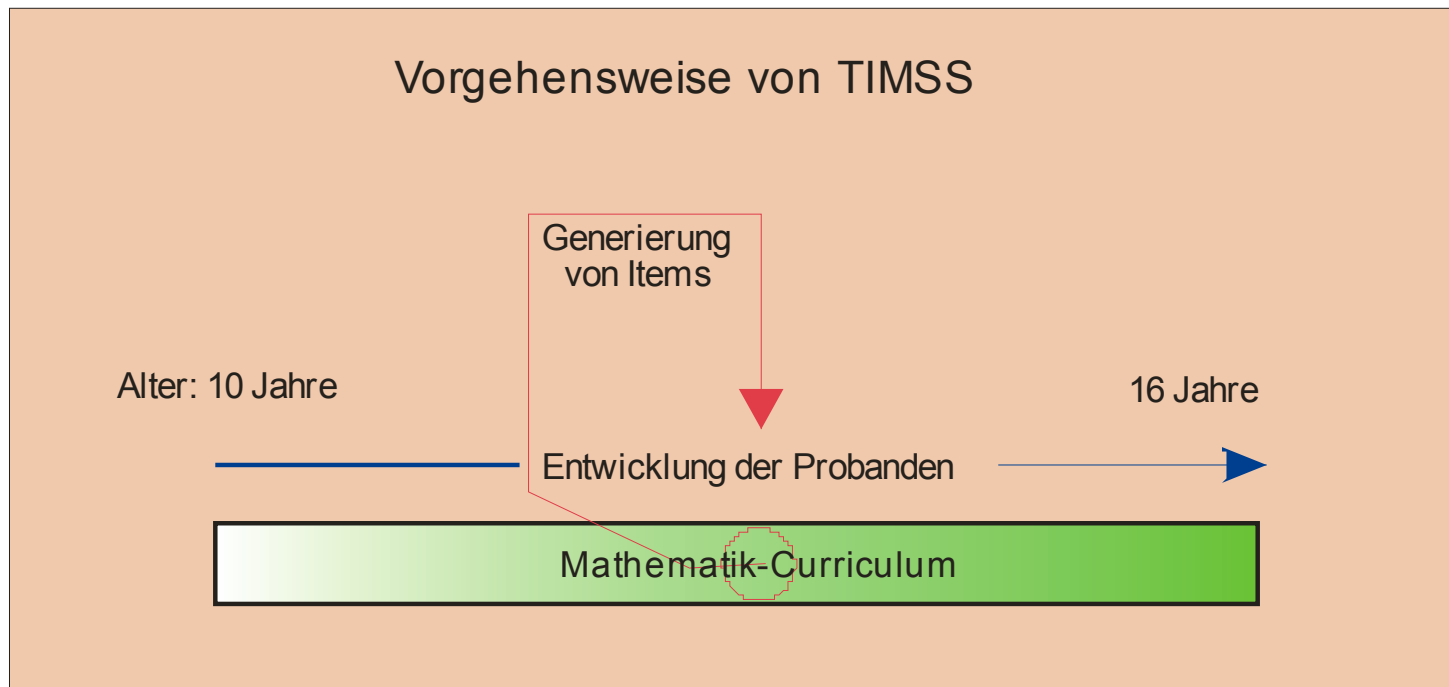 Vorgehensweise von TIMSS
Generierung
von Items
Alter: 10 Jahre
16 Jahre
Entwicklung der Probanden
Mathematik-Curriculum